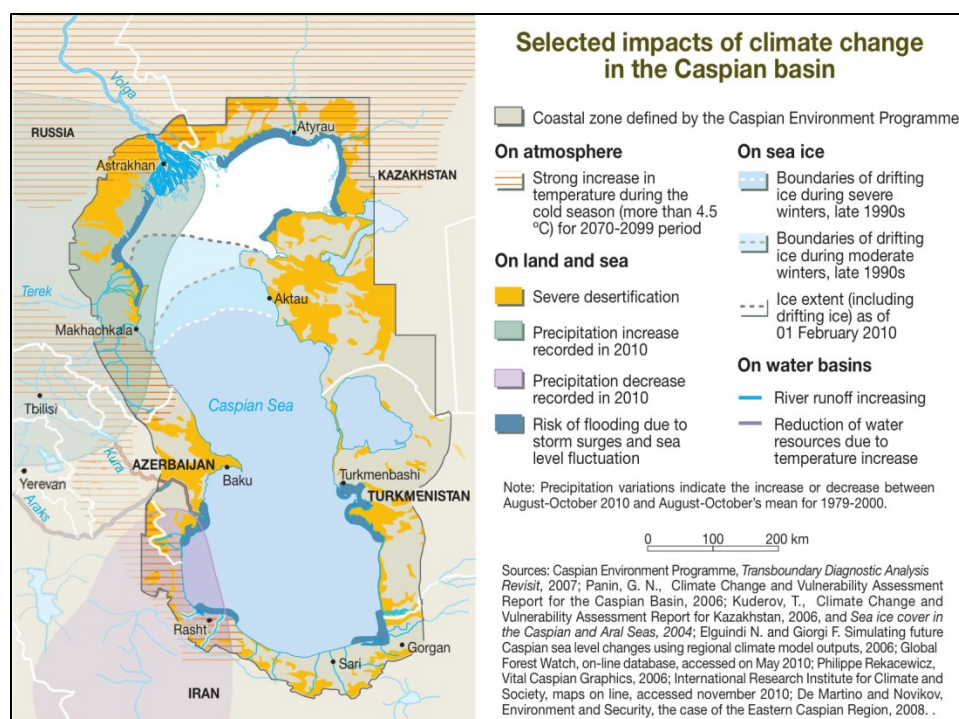 Selected impacts of climate change
in the Caspian basin
Coastal zone defined by the Caspian Environment Programme
On atmosphere
Strong increase in
temperature during the
cold season (more than 4.5
ºC) for 2070-2099 period
On land and sea
Severe desertification
Precipitation increase
recorded in 2010
Precipitation decrease
recorded in 2010
Risk of flooding due to
storm surges and sea
level fluctuation
On sea ice
Boundaries of drifting
ice during severe
winters, late 1990s
Boundaries of drifting
ice during moderate
winters, late 1990s
Ice extent (including
drifting ice) as of
01 February 2010
On water basins
River runoff increasing
Reduction of water
resources due to
temperature increase
Note: Precipitation variations indicate the increase or decrease between
August-October 2010 and August-October's mean for 1979-2000.
0 100 200 km
Sources: Caspian Environment Programme, Transboundary Diagnostic Analysis
Revisit, 2007; Panin, G. N., Climate Change and Vulnerability Assessment
Report for the Caspian Basin, 2006; Kuderov, T., Climate Change and
Vulnerability Assessment Report for Kazakhstan, 2006, and Sea ice cover in
the Caspian and Aral Seas, 2004; Elguindi N. and Giorgi F. Simulating future
Caspian sea level changes using regional climate model outputs, 2006; Global
Forest Watch, on-line database, accessed on May 2010; Philippe Rekacewicz,
Vital Caspian Graphics, 2006; International Research Institute for Climate and
Society, maps on line, accessed november 2010; De Martino and Novikov,
Environment and Security, the case of the Eastern Caspian Region, 2008. .
Volga
RUSSIA
Atyrau
Astrakhan
KAZAKHSTAN
Terek
Aktau
Makhachkala
Tbilisi
Caspian Sea
Kura
AZERBAIJAN
Baku
Turkmenbashi
Yerevan
TURKMENISTAN
Araks
Rasht
Gorgan
Sari
IRAN